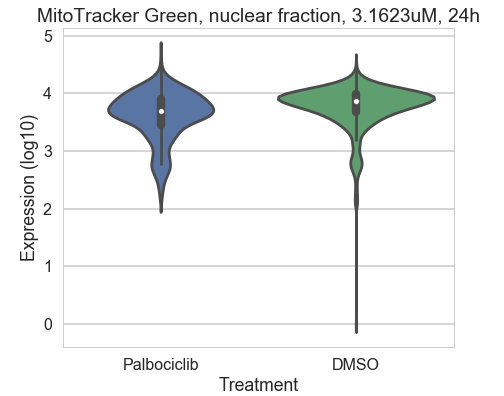 MitoTracker Green, nuclear fraction, 3.1623uM, 24h
5
4
3
2
1
0
Expression (log10)
Palbociclib
DMSO
Treatment